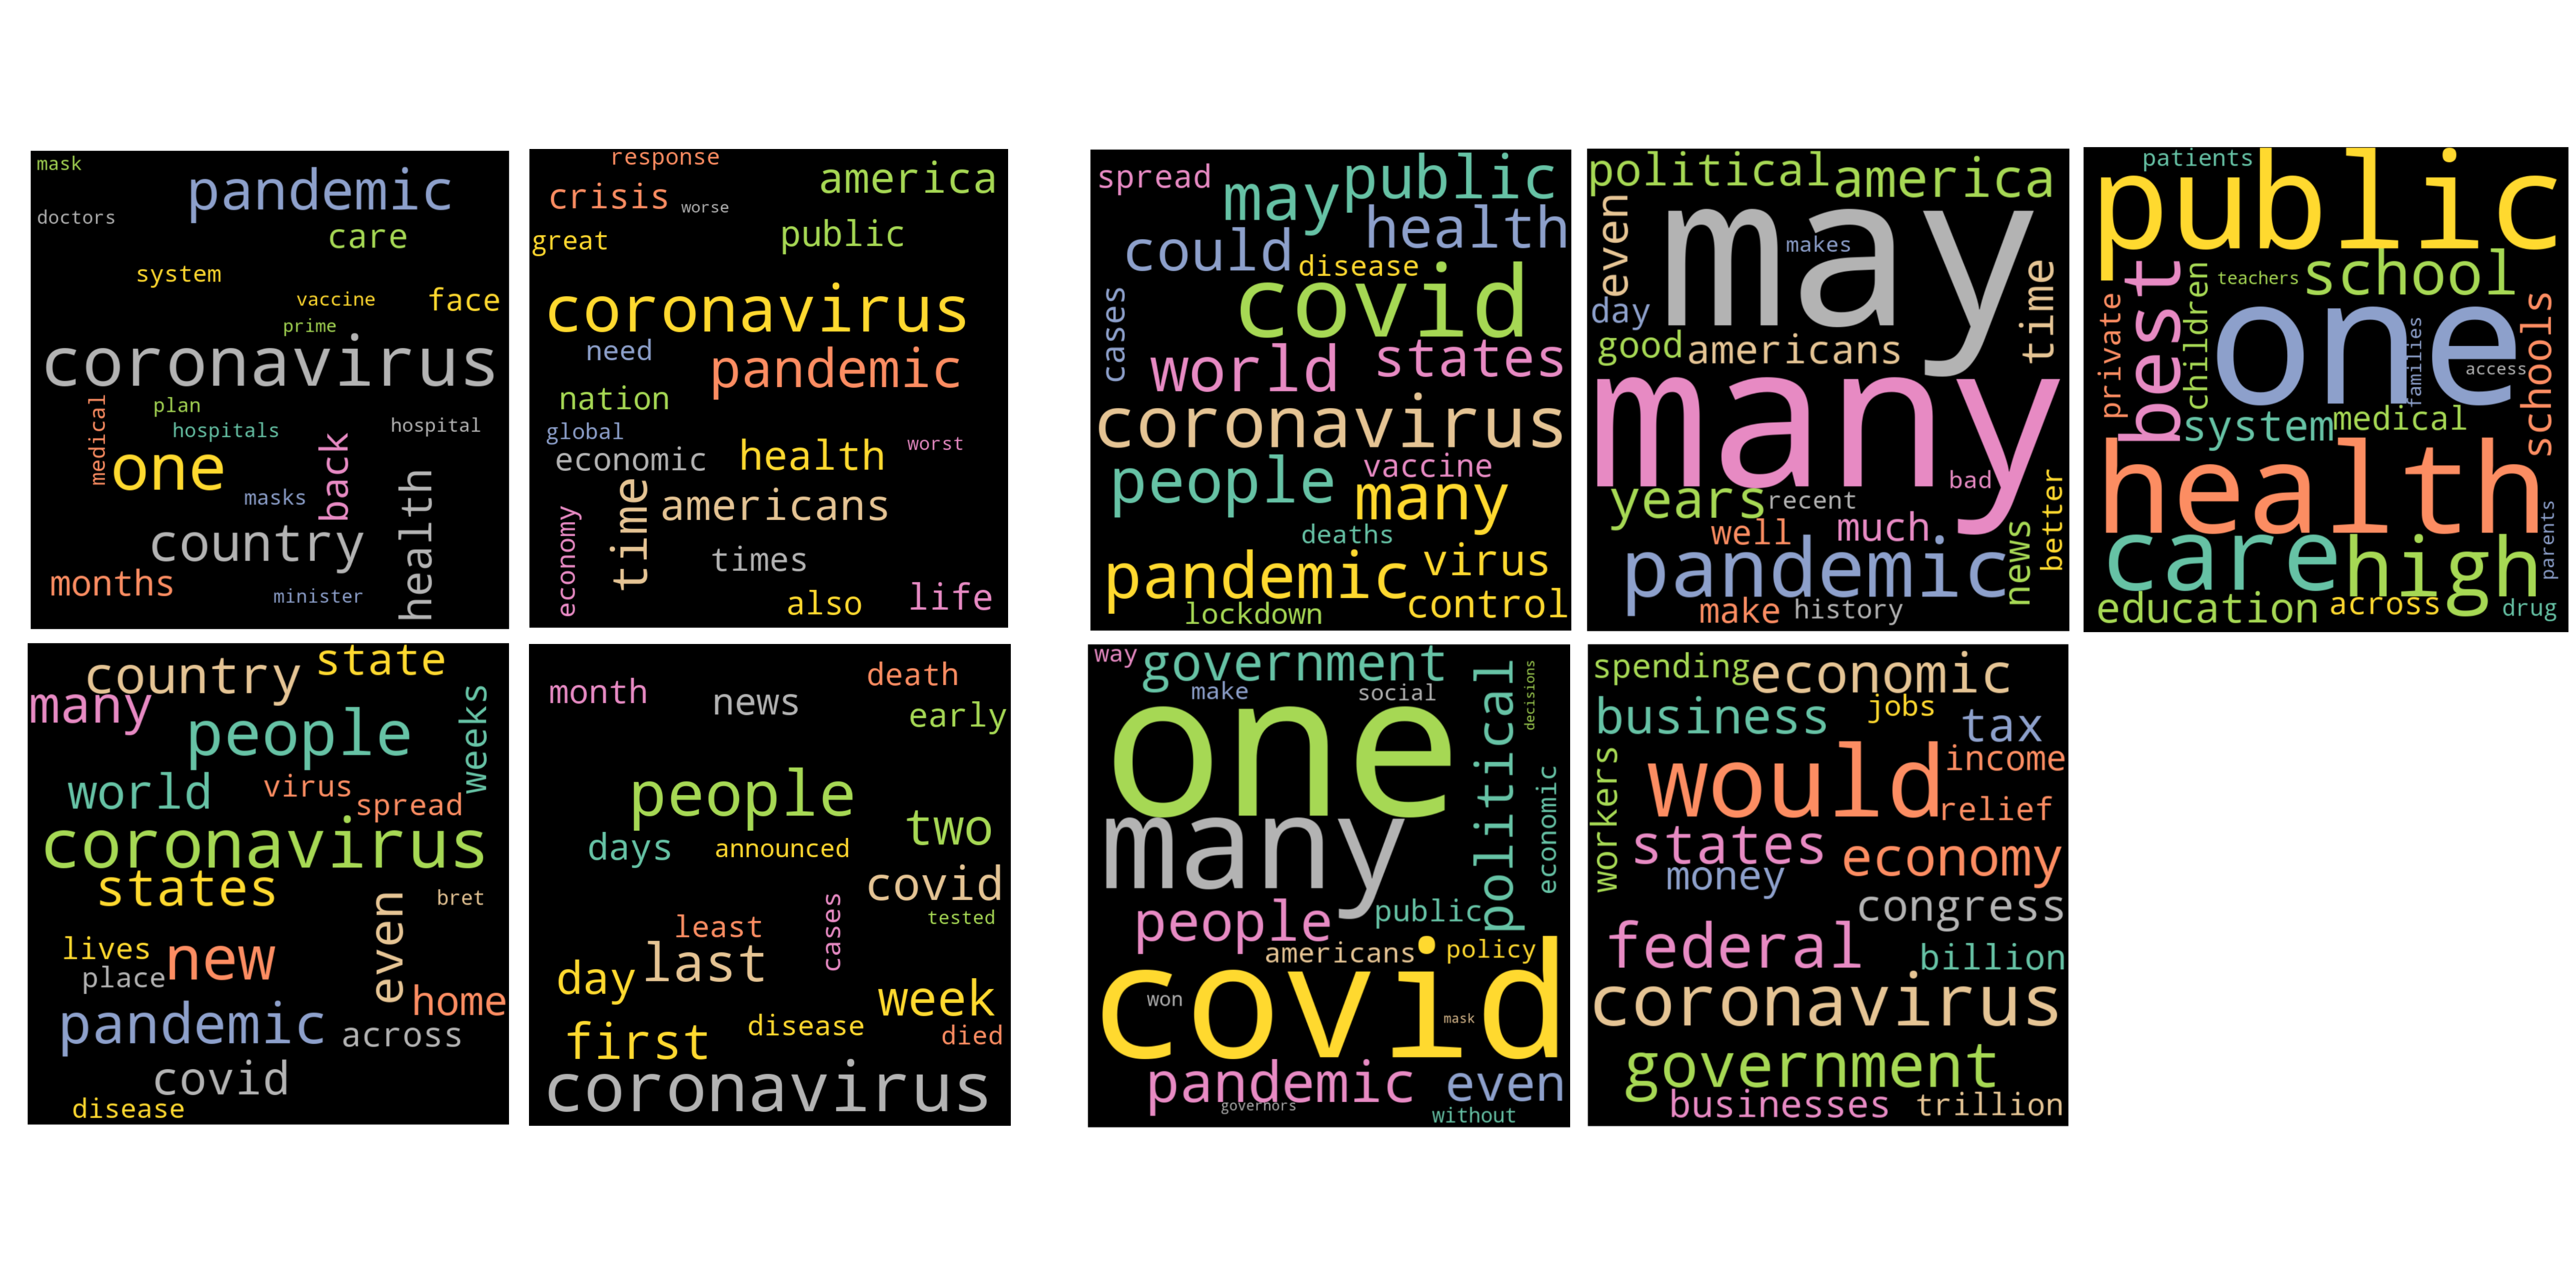 mask
pandemic
doctors
care
system
vaccine
face
prime
coronavirus
medical
plan
hospitals
hospital
back
one
masks
health
country
months
minister
response
america
crisis
worse
great
public
coronavirus
need
pandemic
nation
global
economic
health
worst
time
americans
economy
times
also
life
spread
may
public
could
health
disease
covid
cases
world
states
coronavirus
people
vaccine
many
deaths
pandemic
virus
lockdown
control
political
america
even
may
makes
time
day
good
americans
many
bad
years
recent
better
well
much
news
pandemic
make
history
patients
public
best
children
teachers
school
private
one
families
access
schools
system
medical
health
care
high
parents
education
across
drug
country
state
many
people
weeks
world
virus
spread
coronavirus
states
even
bret
lives
new
place
home
pandemic
across
covid
disease
month
news
death
early
people
two
days
announced
covid
cases
tested
least
last
day
week
first
disease
died
coronavirus
way
government
make
social
political
decisions
one
economic
many
people
public
americans
policy
covid
won
mask
pandemic
even
governors
without
spending
economic
business
jobs
tax
workers
would
income
relief
states
economy
money
congress
federal
billion
coronavirus
government
businesses
trillion